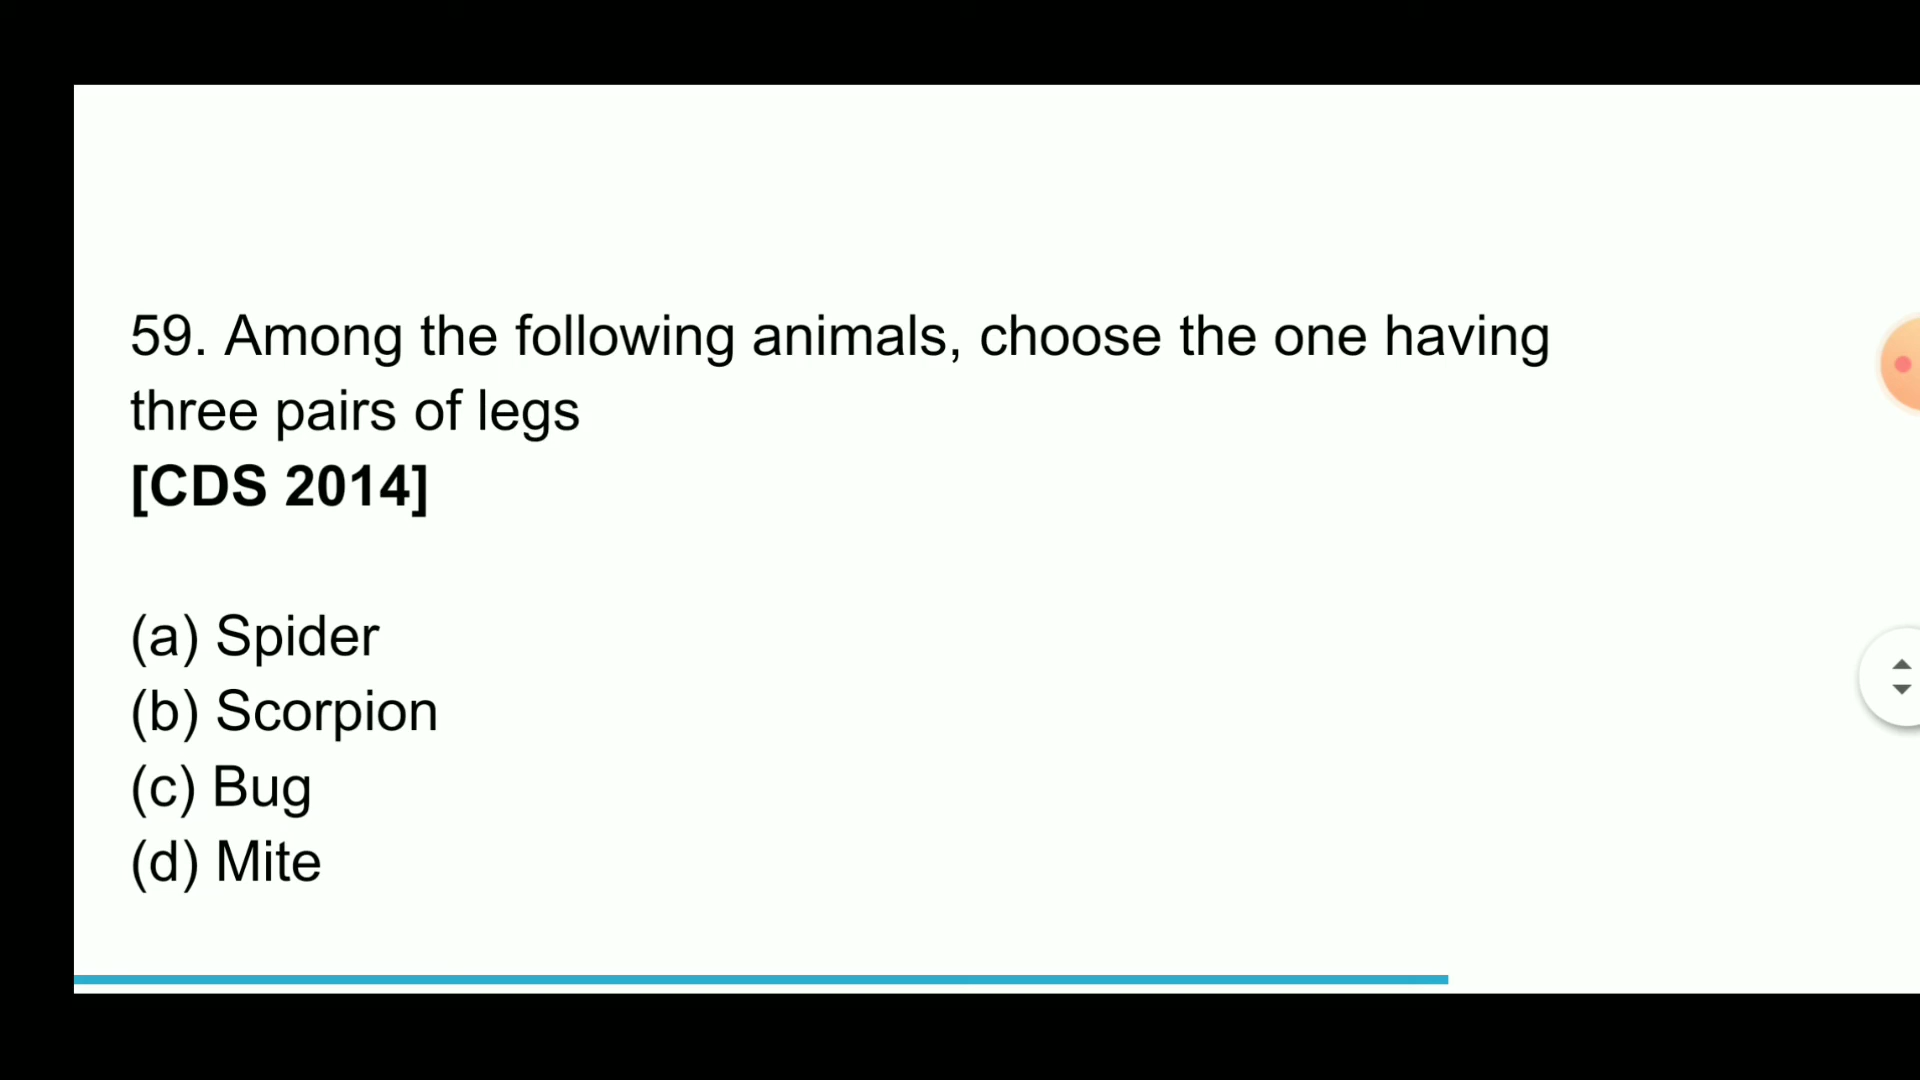 59. Among the following animals, choose the one having
three pairs of legs
[CDS 2014]
(a) Spider
(b) Scorpion
(c) Bug
(d) Mite